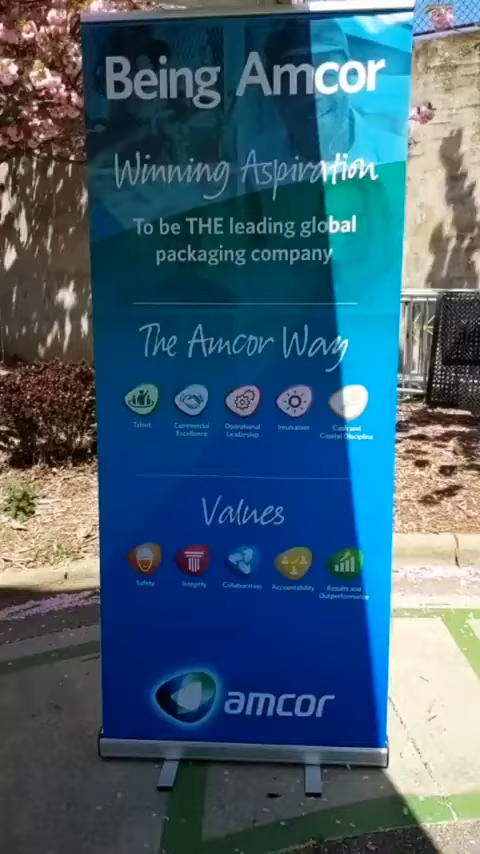 Being Amcor
Winning Aspiration
To be THE leading global
packaging company
The Amcor Way
Talent
Commercial
Excellence
Operational
Leadership
Innovation
Cash and
Capital Discipline
Values
Safety
Integrity
Collaboration
Accountability
Results and
Outperformance
amcor